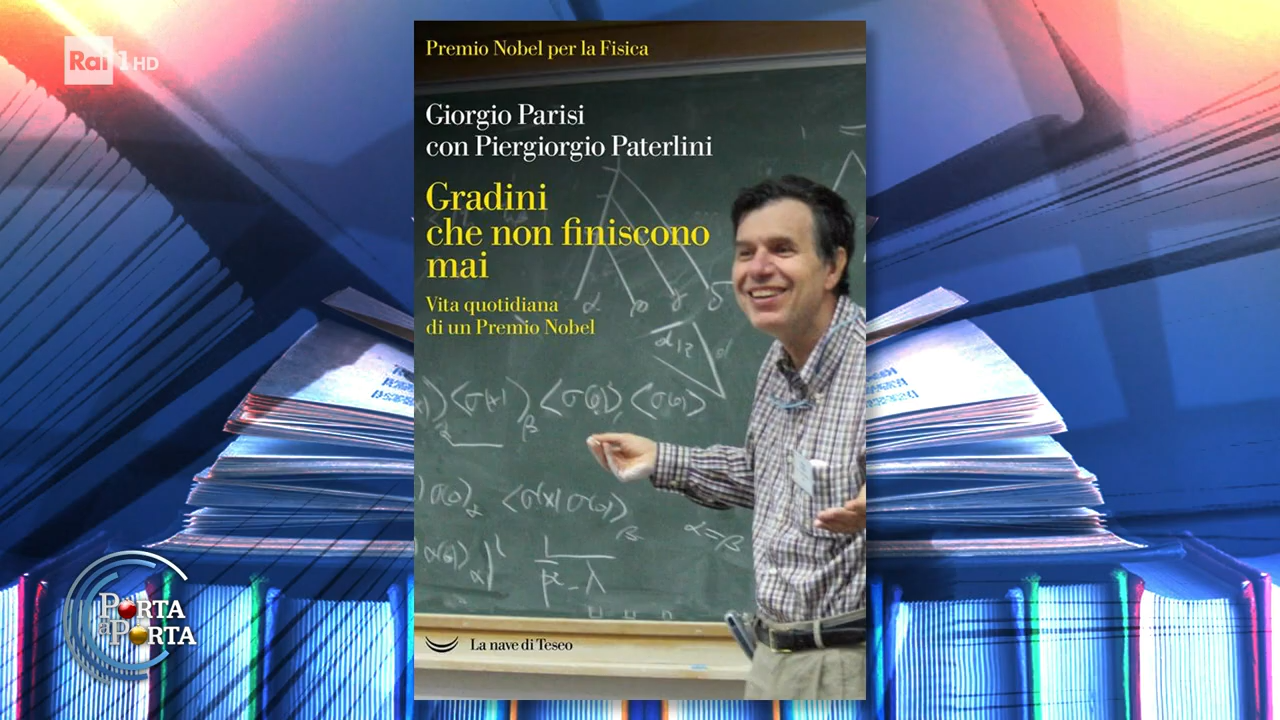 Rai 1 HD
Premio Nobel per la Fisica
Giorgio Parisi
con Piergiorgio Paterlini
Gradini
che non finiscono
mai
Vita quotidiana
di un Premio Nobel
α β γ δ
α = β
La nave di Teseo
PORTA
a PORTA